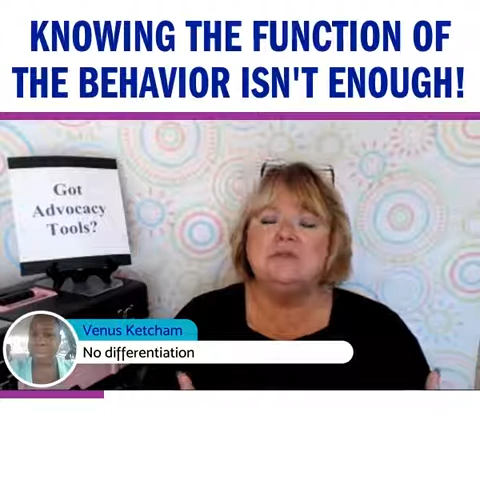 KNOWING THE FUNCTION OF
THE BEHAVIOR ISN'T ENOUGH!
Got
Advocacy
Tools?
Venus Ketcham
No differentiation